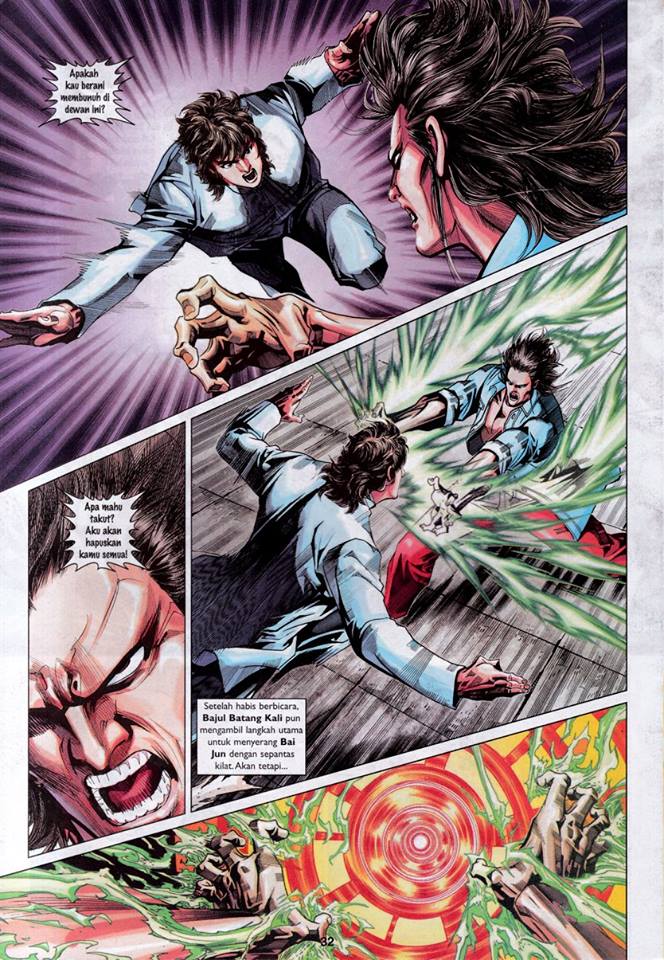 Apakah
kau berani
membunuh di
dewan ini?
Apa mahu
takut?
Aku akan
hapuskan
kamu semua!
Setelah habis berbicara,
Bajul Batang Kali pun
mengambil langkah utama
untuk menyerang Bai
Jun dengan sepantas
kilat. Akan tetapi...
32